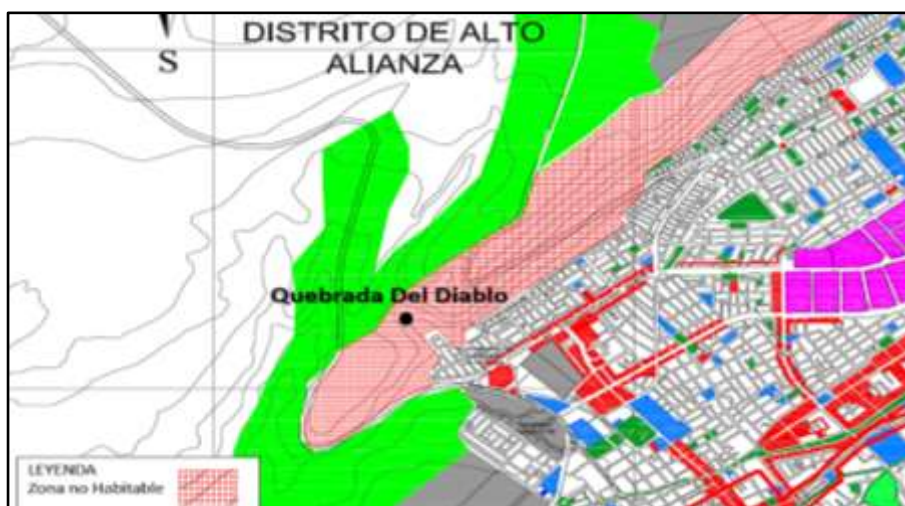 DISTRITO DE ALTO
ALIANZA
S
Quebrada Del Diablo
LEYENDA
Zona no Habitable